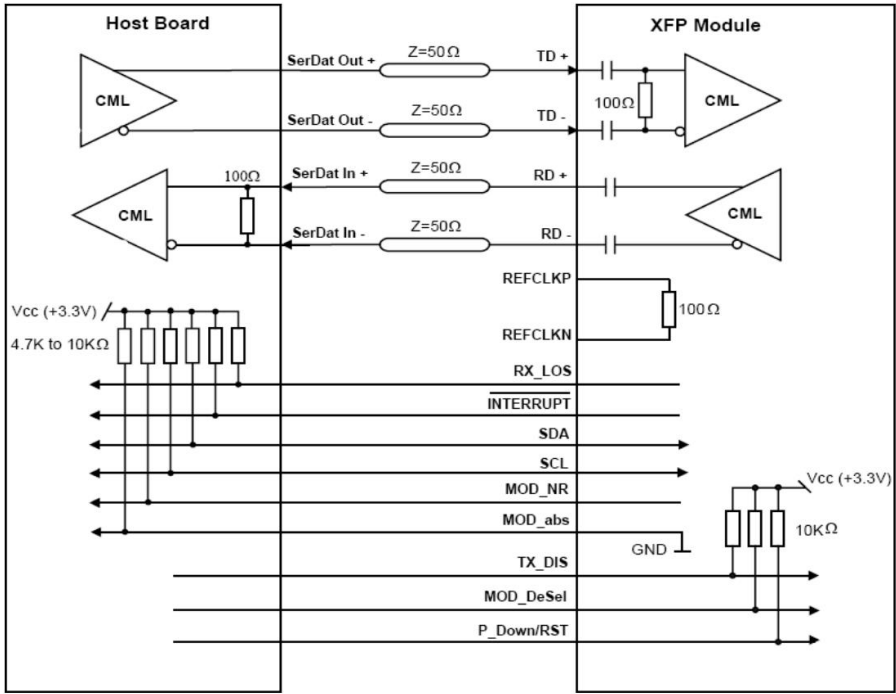 Host Board
XFP Module
SerDat Out +
Z=50Ω
TD +
CML
100Ω
CML
SerDat Out -
Z=50Ω
TD -
100Ω
SerDat In +
Z=50Ω
RD +
CML
CML
SerDat In -
Z=50Ω
RD -
REFCLKP
100Ω
REFCLKN
Vcc (+3.3V)
4.7K to 10KΩ
RX_LOS
INTERRUPT
SDA
SCL
MOD_NR
Vcc (+3.3V)
MOD_abs
10KΩ
GND
TX_DIS
MOD_DeSel
P_Down/RST